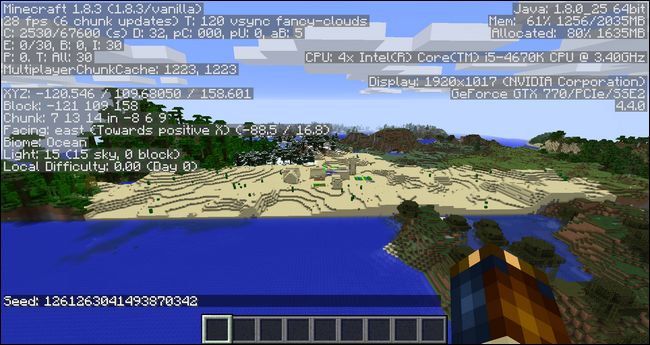 Minecraft 1.8.3 (1.8.3/vanilla)
28 fps (6 chunk updates) T: 120 vsync fancy-clouds
C: 2530/67600 (s) D: 32, pC: 000, pU: 0, aB: 5
E: 0/30, B: 0, I: 30
P: 0. T: All: 30
MultiplayerChunkCache: 1223, 1223
XYZ: -120.546 / 109.68050 / 158.601
Block: -121 109 158
Chunk: 7 13 14 in -8 6 9
Facing: east (Towards positive X) (-88.5 / 16.8)
Biome: Ocean
Light: 15 (15 sky, 0 block)
Local Difficulty: 0.00 (Day 0)
Java: 1.8.0_25 64bit
Mem: 61% 1256/2035MB
Allocated: 80% 1635MB
CPU: 4x Intel(R) Core(TM) i5-4670K CPU @ 3.40GHz
Display: 1920x1017 (NVIDIA Corporation)
GeForce GTX 770/PCIe/SSE2
4.4.0
Seed: 1261263041493870342